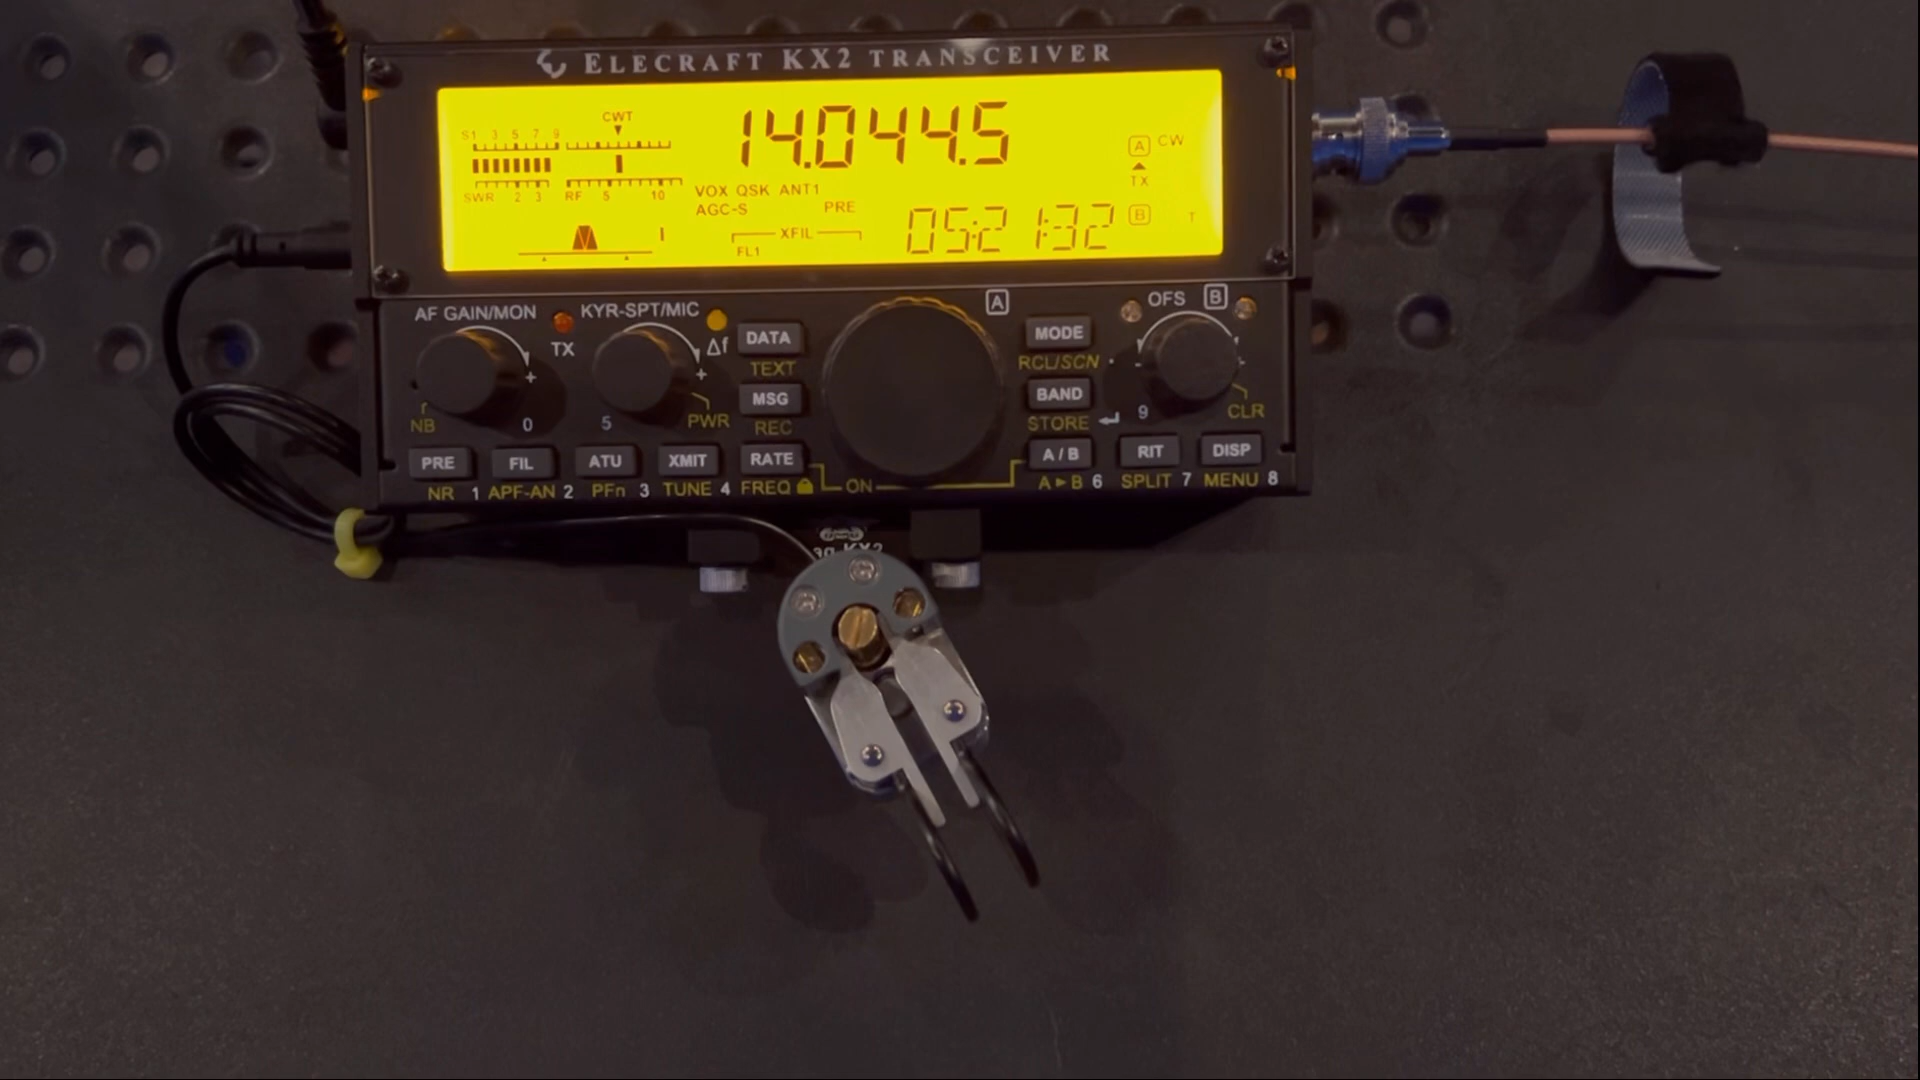 ELECRAFT KX2 TRANSCEIVER
CWT
S1 3 5 7 9
14.044.5
A CW
SWR 2 3 RF 5 10
TX
VOX QSK ANT1
AGC-S PRE
XFIL
FL1
05:21:32
B T
AF GAIN/MON
KYR-SPT/MIC
A
OFS B
TX
Δf
DATA
MODE
- +
TEXT
RCL/SCN
+
+
MSG
BAND
NB 0
5 PWR
REC
STORE
9 CLR
PRE FIL ATU XMIT RATE A / B RIT DISP
NR 1 APF-AN 2 PFn 3 TUNE 4 FREQ ON A▸B 6 SPLIT 7 MENU 8
KX2